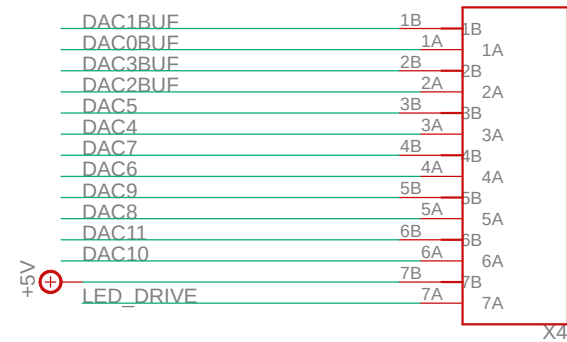 DAC1BUF 1B 1B
DAC0BUF 1A 1A
DAC3BUF 2B 2B
DAC2BUF 2A 2A
DAC5 3B 3B
DAC4 3A 3A
DAC7 4B 4B
DAC6 4A 4A
DAC9 5B 5B
DAC8 5A 5A
DAC11 6B 6B
DAC10 6A 6A
+5V 7B 7B
LED_DRIVE 7A 7A
X4